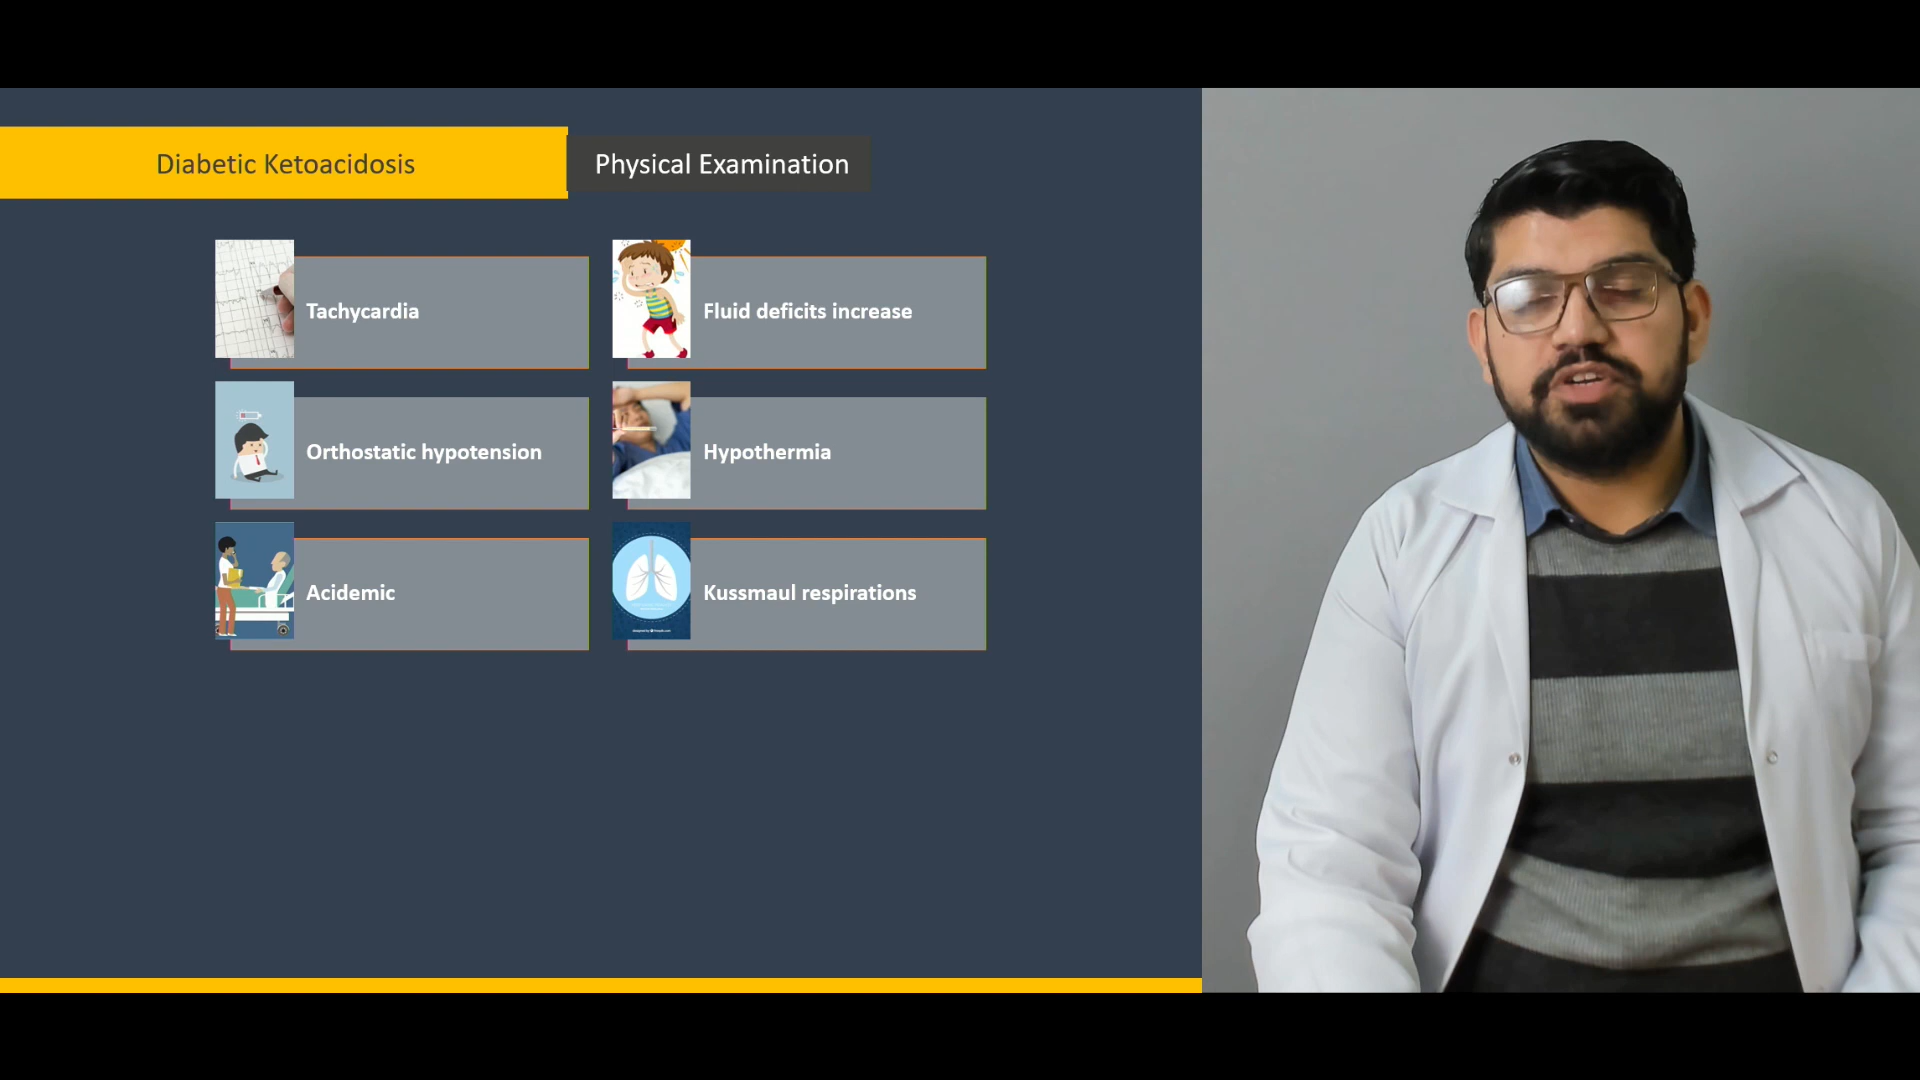 Diabetic Ketoacidosis
Physical Examination
Tachycardia
Fluid deficits increase
Orthostatic hypotension
Hypothermia
Acidemic
Kussmaul respirations